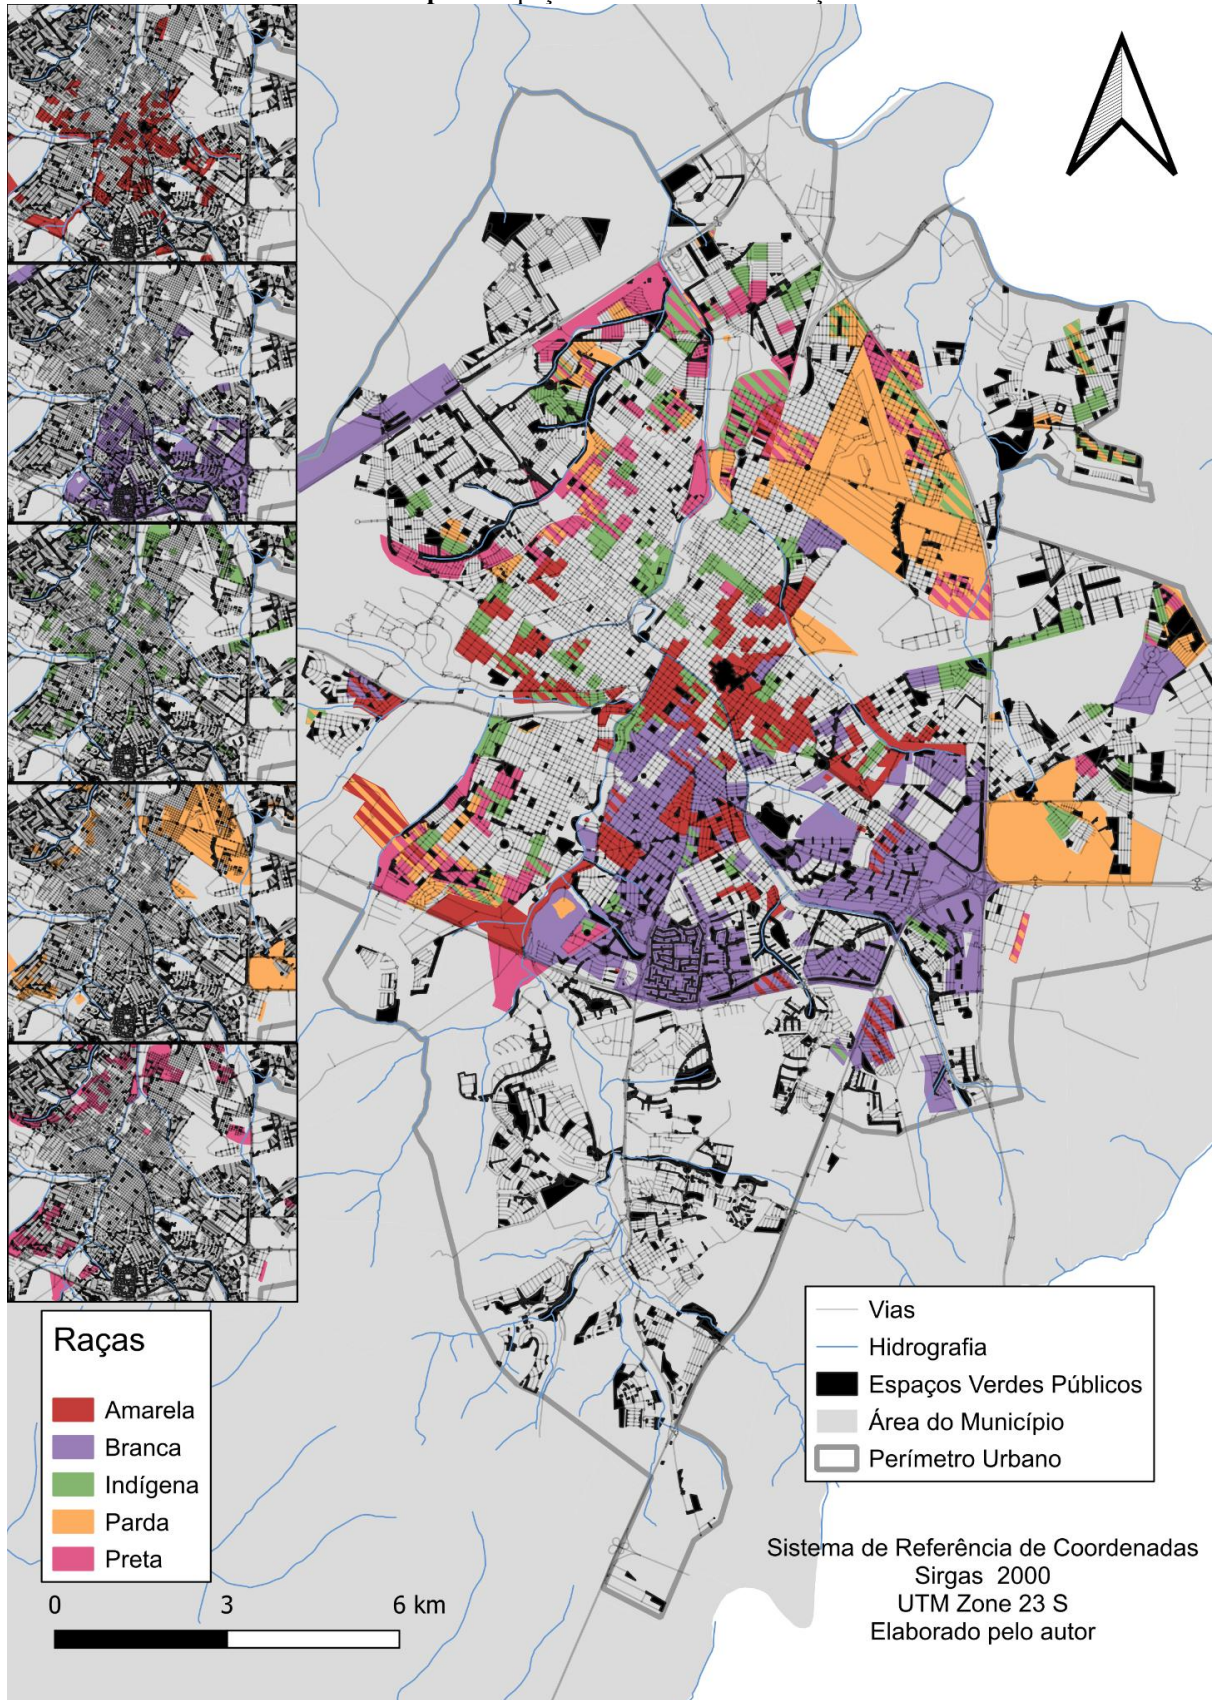 Raças
Amarela
Branca
Indígena
Parda
Preta
0 3 6 km
Vias
Hidrografia
Espaços Verdes Públicos
Área do Município
Perímetro Urbano
Sistema de Referência de Coordenadas
Sirgas 2000
UTM Zone 23 S
Elaborado pelo autor